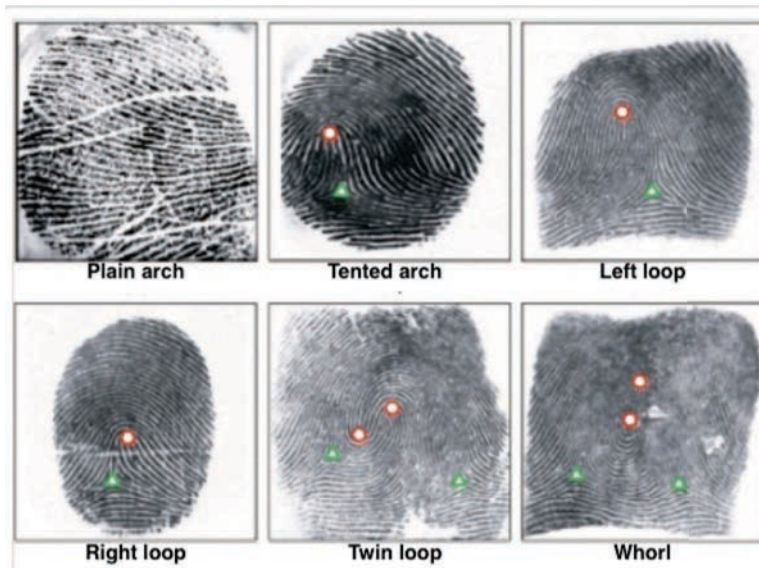 Plain arch
Tented arch
Left loop
Right loop
Twin loop
Whorl